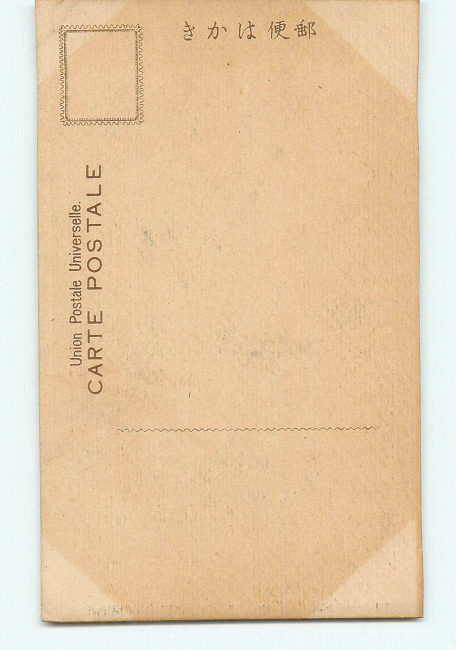 郵便はかき
Union Postale Universelle.
CARTE POSTALE